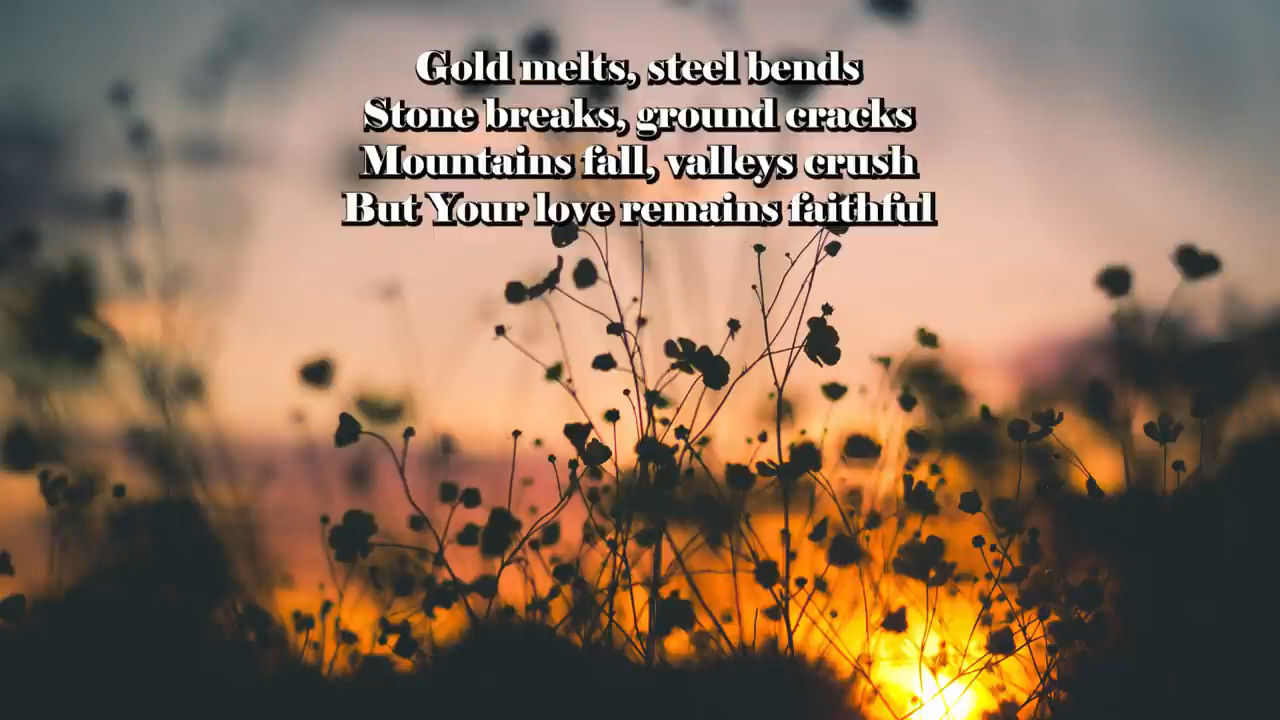 Gold melts, steel bends
Stone breaks, ground cracks
Mountains fall, valleys crush
But Your love remains faithful